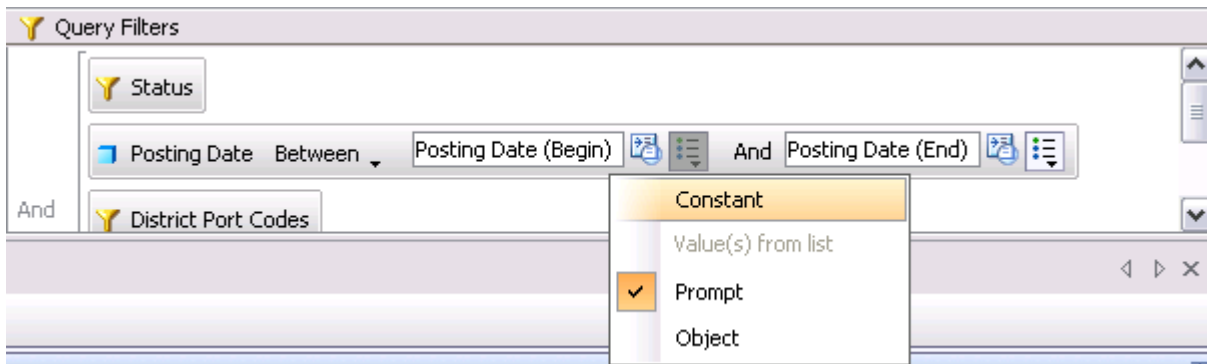 Query Filters
Status
Posting Date Between Posting Date (Begin) And Posting Date (End)
And
District Port Codes
Constant
Value(s) from list
Prompt
Object